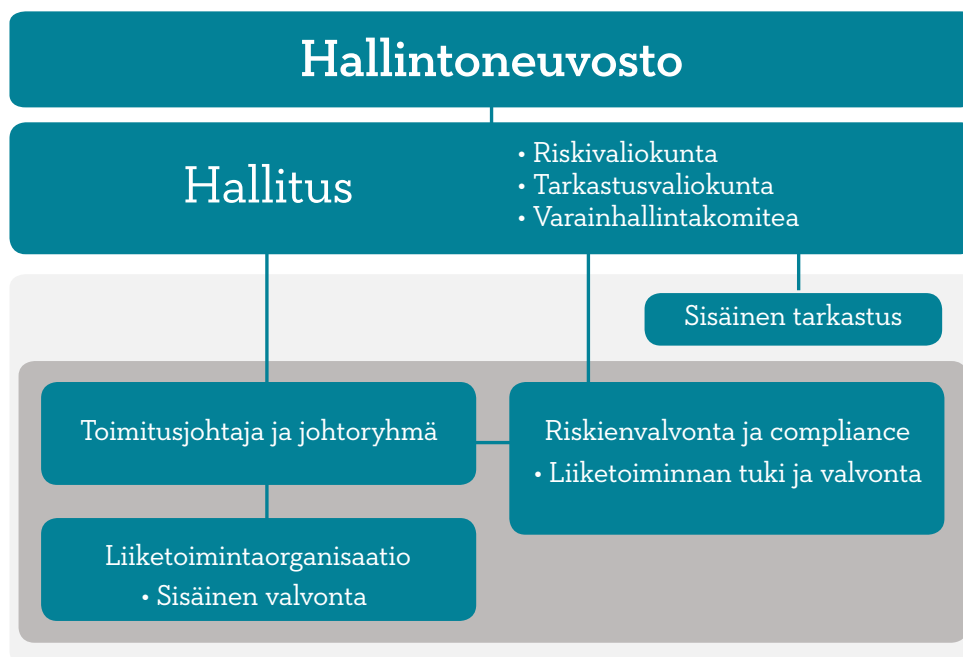 Hallintoneuvosto
Hallitus
• Riskivaliokunta
• Tarkastusvaliokunta
• Varainhallintakomitea
Sisäinen tarkastus
Toimitusjohtaja ja johtoryhmä
Riskienvalvonta ja compliance
• Liiketoiminnan tuki ja valvonta
Liiketoimintaorganisaatio
• Sisäinen valvonta